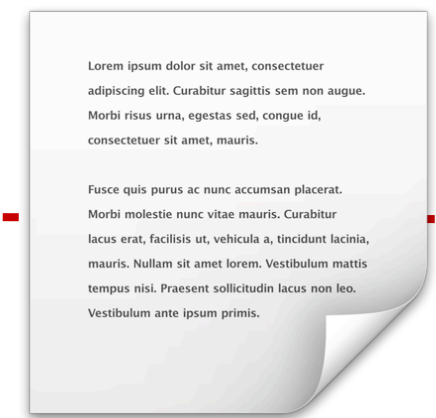 Lorem ipsum dolor sit amet, consectetuer
adipiscing elit. Curabitur sagittis sem non augue.
Morbi risus urna, egestas sed, congue id,
consectetuer sit amet, mauris.
Fusce quis purus ac nunc accumsan placerat.
Morbi molestie nunc vitae mauris. Curabitur
lacus erat, facilisis ut, vehicula a, tincidunt lacinia,
mauris. Nullam sit amet lorem. Vestibulum mattis
tempus nisi. Praesent sollicitudin lacus non leo.
Vestibulum ante ipsum primis.